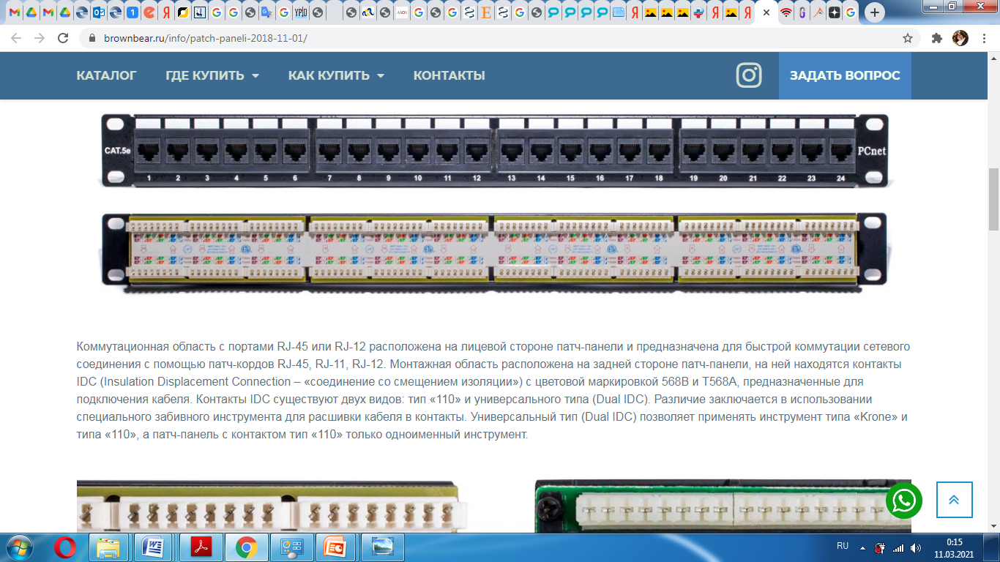 brownbear.ru/info/patch-paneli-2018-11-01/
КАТАЛОГ ГДЕ КУПИТЬ КАК КУПИТЬ КОНТАКТЫ ЗАДАТЬ ВОПРОС
CAT.5e
PCnet
1 2 3 4 5 6 7 8 9 10 11 12 13 14 15 16 17 18 19 20 21 22 23 24
Коммутационная область с портами RJ-45 или RJ-12 расположена на лицевой стороне патч-панели и предназначена для быстрой коммутации сетевого
соединения с помощью патч-кордов RJ-45, RJ-11, RJ-12. Монтажная область расположена на задней стороне патч-панели, на ней находятся контакты
IDC (Insulation Displacement Connection – «соединение со смещением изоляции») с цветовой маркировкой 568B и T568A, предназначенные для
подключения кабеля. Контакты IDC существуют двух видов: тип «110» и универсального типа (Dual IDC). Различие заключается в использовании
специального забивного инструмента для расшивки кабеля в контакты. Универсальный тип (Dual IDC) позволяет применять инструмент типа «Krone» и
типа «110», а патч-панель с контактом тип «110» только одноименный инструмент.
RU
0:15
11.03.2021